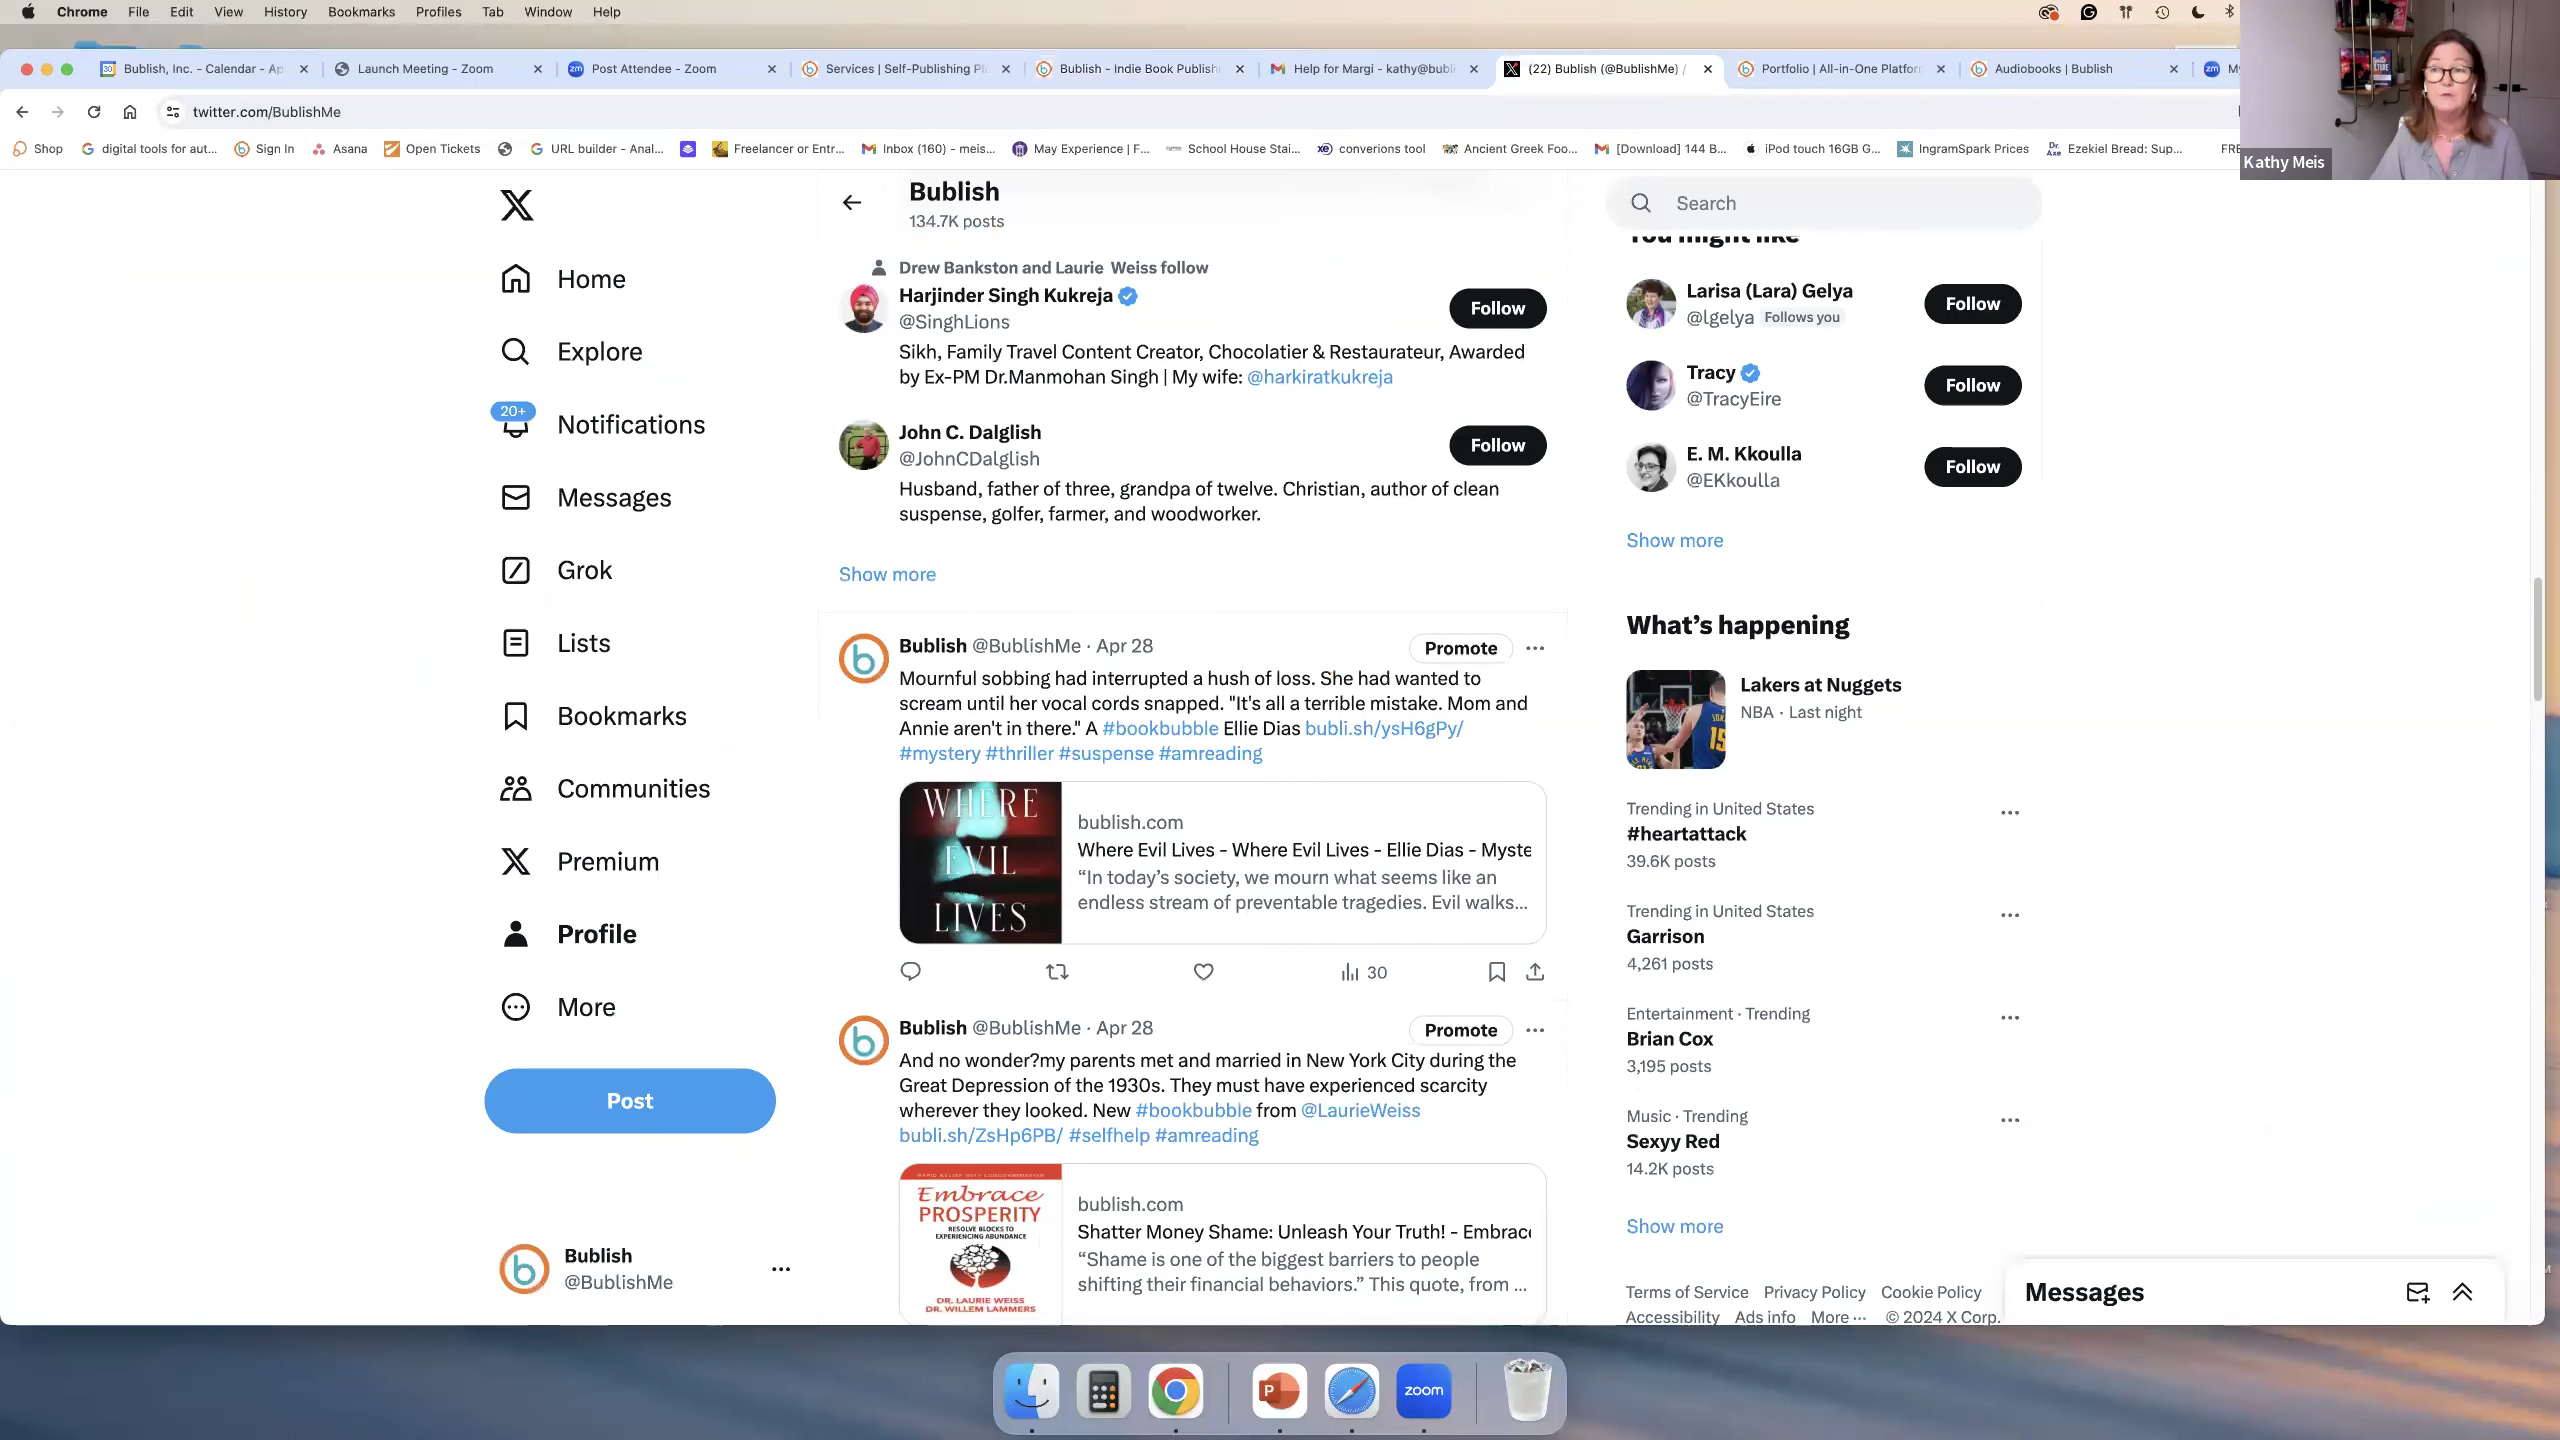 Chrome File Edit View History Bookmarks Profiles Tab Window Help
Bublish, Inc. - Calendar - Ap
Launch Meeting - Zoom
Post Attendee - Zoom
Services | Self-Publishing Pl
Bublish - Indie Book Publish
Help for Margi - kathy@bubl
(22) Bublish (@BublishMe) /
Portfolio | All-in-One Platfor
Audiobooks | Bublish
twitter.com/BublishMe
Shop
digital tools for aut...
Sign In
Asana
Open Tickets
URL builder - Anal...
Freelancer or Entr...
Inbox (160) - meis...
May Experience | F...
School House Stai...
converions tool
Ancient Greek Foo...
[Download] 144 B...
iPod touch 16GB G...
IngramSpark Prices
Ezekiel Bread: Sup...
Kathy Meis
Home
Explore
20+
Notifications
Messages
Grok
Lists
Bookmarks
Communities
Premium
Profile
More
Post
Bublish
@BublishMe
Bublish
134.7K posts
Drew Bankston and Laurie Weiss follow
Harjinder Singh Kukreja
@SinghLions
Follow
Sikh, Family Travel Content Creator, Chocolatier & Restaurateur, Awarded
by Ex-PM Dr.Manmohan Singh | My wife: @harkiratkukreja
John C. Dalglish
@JohnCDalglish
Follow
Husband, father of three, grandpa of twelve. Christian, author of clean
suspense, golfer, farmer, and woodworker.
Show more
Bublish @BublishMe · Apr 28
Promote
Mournful sobbing had interrupted a hush of loss. She had wanted to
scream until her vocal cords snapped. "It's all a terrible mistake. Mom and
Annie aren't in there." A #bookbubble Ellie Dias bubli.sh/ysH6gPy/
#mystery #thriller #suspense #amreading
WHERE
EVIL
LIVES
bublish.com
Where Evil Lives - Where Evil Lives - Ellie Dias - Myste
“In today’s society, we mourn what seems like an
endless stream of preventable tragedies. Evil walks...
30
Bublish @BublishMe · Apr 28
Promote
And no wonder?my parents met and married in New York City during the
Great Depression of the 1930s. They must have experienced scarcity
wherever they looked. New #bookbubble from @LaurieWeiss
bubli.sh/ZsHp6PB/ #selfhelp #amreading
Embrace
PROSPERITY
RESOLVE BLOCKS TO
EXPERIENCING ABUNDANCE
DR. LAURIE WEISS
DR. WILLEM LAMMERS
bublish.com
Shatter Money Shame: Unleash Your Truth! - Embrace
“Shame is one of the biggest barriers to people
shifting their financial behaviors.” This quote, from ...
Search
You might like
Larisa (Lara) Gelya
@lgelya Follows you
Follow
Tracy
@TracyEire
Follow
E. M. Kkoulla
@EKkoulla
Follow
Show more
What’s happening
Lakers at Nuggets
NBA · Last night
Trending in United States
#heartattack
39.6K posts
Trending in United States
Garrison
4,261 posts
Entertainment · Trending
Brian Cox
3,195 posts
Music · Trending
Sexyy Red
14.2K posts
Show more
Terms of Service Privacy Policy Cookie Policy
Accessibility Ads info More ··· © 2024 X Corp.
Messages
zoom